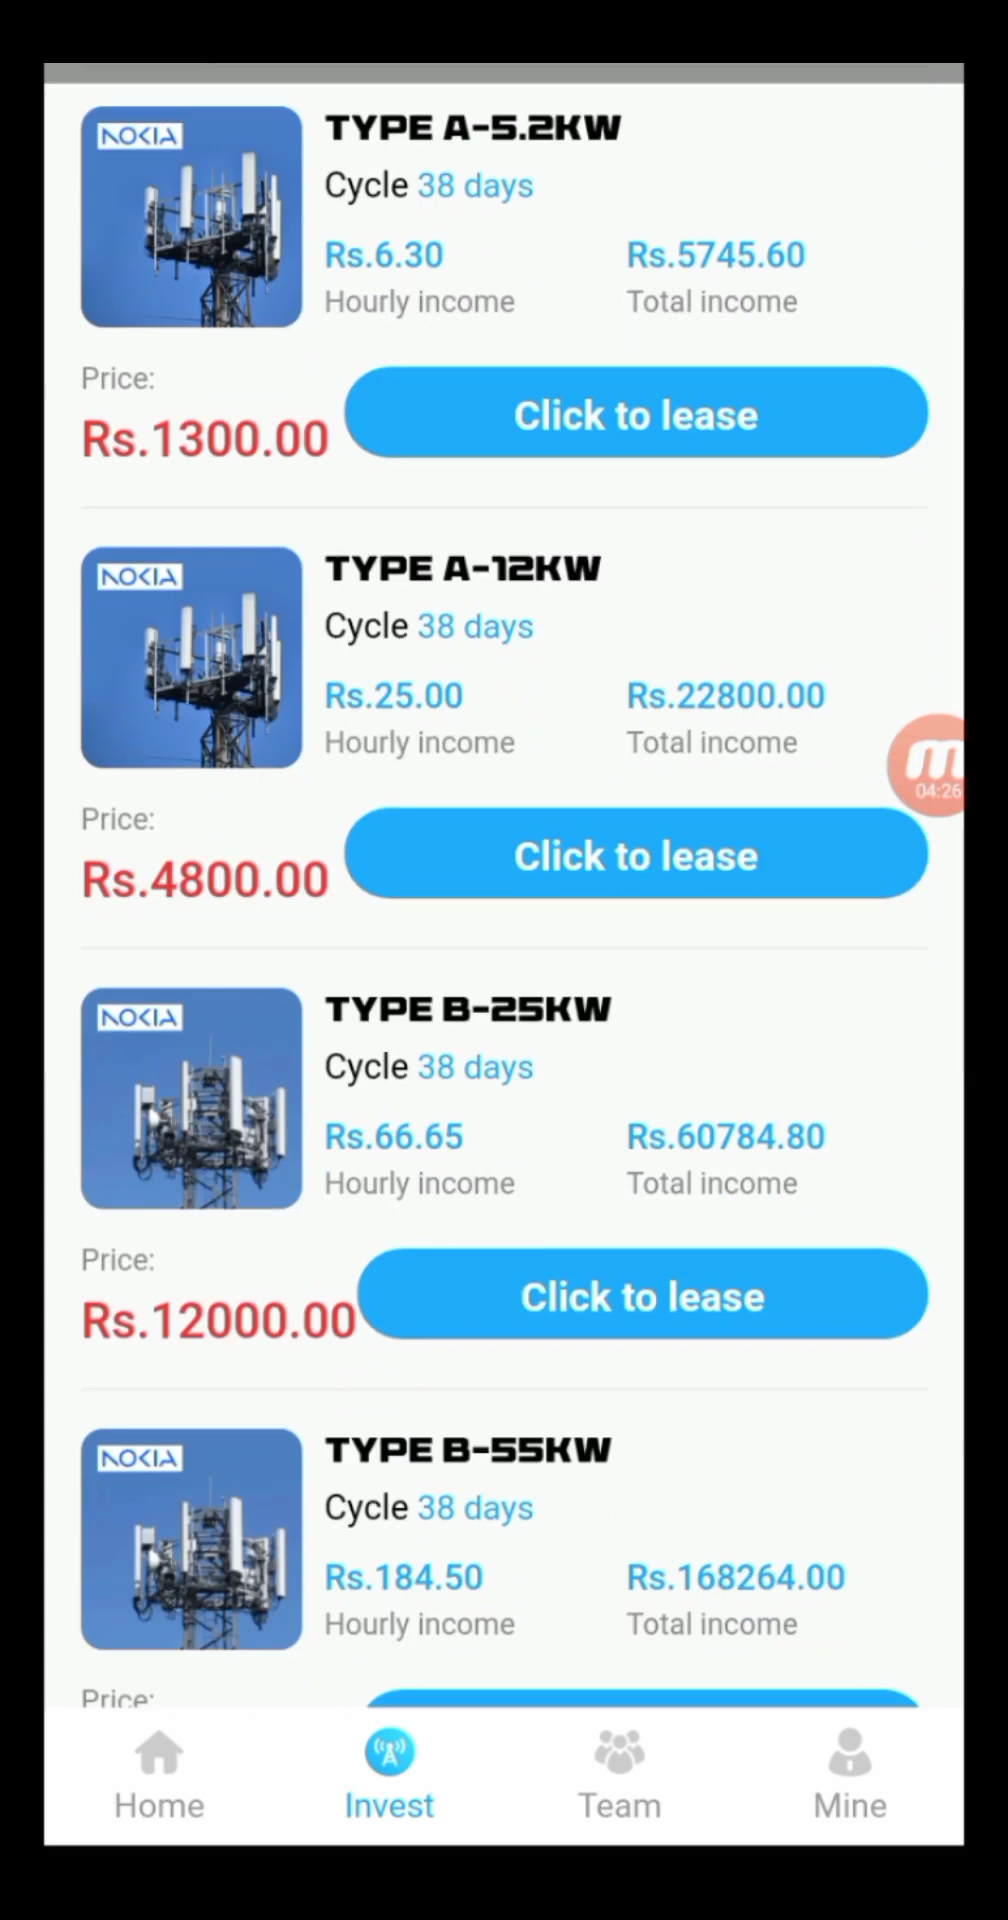 NOKIA
TYPE A-5.2KW
Cycle 38 days
Rs.6.30 Rs.5745.60
Hourly income Total income
Price:
Rs.1300.00
Click to lease
NOKIA
TYPE A-12KW
Cycle 38 days
Rs.25.00 Rs.22800.00
Hourly income Total income
04:26
Price:
Rs.4800.00
Click to lease
NOKIA
TYPE B-25KW
Cycle 38 days
Rs.66.65 Rs.60784.80
Hourly income Total income
Price:
Rs.12000.00
Click to lease
NOKIA
TYPE B-55KW
Cycle 38 days
Rs.184.50 Rs.168264.00
Hourly income Total income
Price:
Home Invest Team Mine